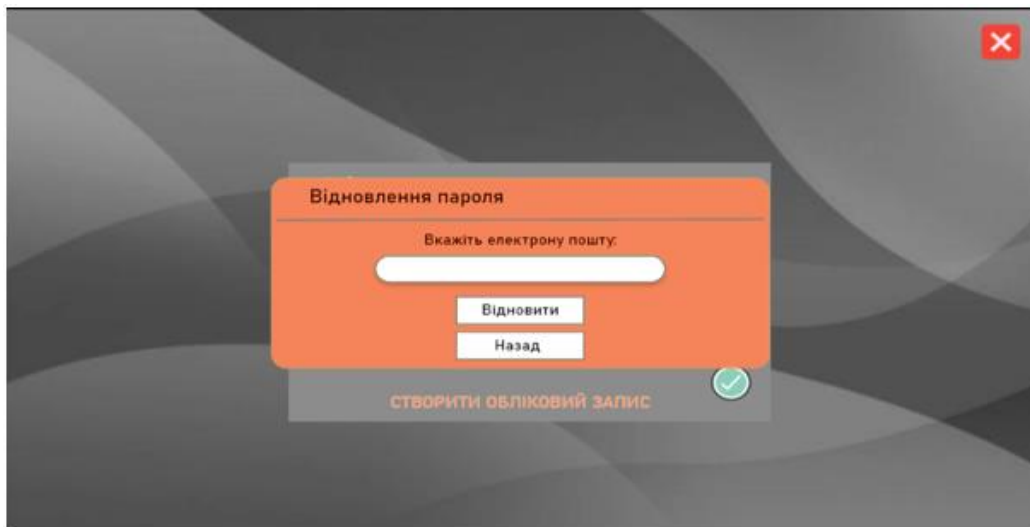 Відновлення пароля
Вкажіть електрону пошту:
Відновити
Назад
СТВОРИТИ ОБЛІКОВИЙ ЗАПИС